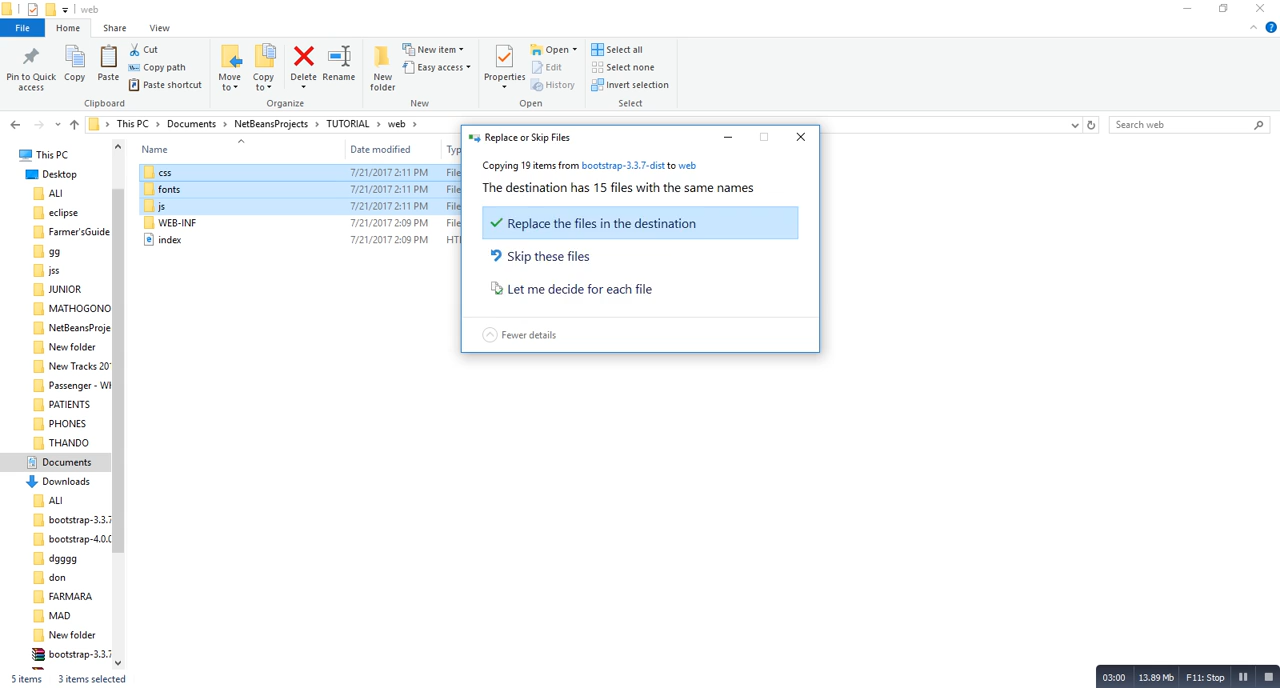 web
File Home Share View
Pin to Quick access
Copy
Paste
Cut
Copy path
Paste shortcut
Clipboard
Move to
Copy to
Delete
Rename
Organize
New folder
New item
Easy access
New
Properties
Open
Edit
History
Open
Select all
Select none
Invert selection
Select
This PC > Documents > NetBeansProjects > TUTORIAL > web >
Search web
This PC
Desktop
ALI
eclipse
Farmer'sGuide
gg
jss
JUNIOR
MATHOGONO
NetBeansProje
New folder
New Tracks 20
Passenger - Wh
PATIENTS
PHONES
THANDO
Documents
Downloads
ALI
bootstrap-3.3.7
bootstrap-4.0.0
dgggg
don
FARMARA
MAD
New folder
bootstrap-3.3.7
Name Date modified Typ
css 7/21/2017 2:11 PM File
fonts 7/21/2017 2:11 PM File
js 7/21/2017 2:11 PM File
WEB-INF 7/21/2017 2:09 PM File
index 7/21/2017 2:09 PM HT
Replace or Skip Files
Copying 19 items from bootstrap-3.3.7-dist to web
The destination has 15 files with the same names
Replace the files in the destination
Skip these files
Let me decide for each file
Fewer details
5 items 3 items selected
03:00 13.89 Mb F11: Stop